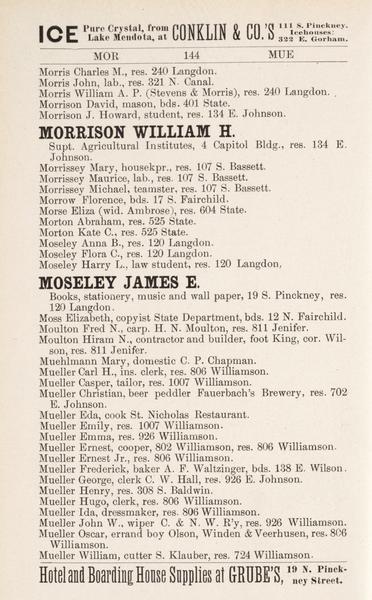 ICE Pure Crystal, from Lake Mendota, at CONKLIN & CO.'S 111 S. Pinckney. Icehouses: 322 E. Gorham.
MOR 144 MUE
Morris Charles M., res. 240 Langdon.
Morris John, lab., res. 321 N. Canal.
Morris William A. P. (Stevens & Morris), res. 240 Langdon.
Morrison David, mason, bds. 401 State.
Morrison J. Howard, student, res. 134 E. Johnson.
MORRISON WILLIAM H.
Supt. Agricultural Institutes, 4 Capitol Bldg., res. 134 E.
Johnson.
Morrissey Mary, housekpr., res. 107 S. Bassett.
Morrissey Maurice, lab., res. 107 S. Bassett.
Morrissey Michael, teamster, res. 107 S. Bassett.
Morrow Florence, bds. 17 S. Fairchild.
Morse Eliza (wid. Ambrose), res. 604 State.
Morton Abraham, res. 525 State.
Morton Kate C., res. 525 State.
Moseley Anna B., res. 120 Langdon.
Moseley Flora C., res. 120 Langdon.
Moseley Harry L., law student, res. 120 Langdon.
MOSELEY JAMES E.
Books, stationery, music and wall paper, 19 S. Pinckney, res.
120 Langdon.
Moss Elizabeth, copyist State Department, bds. 12 N. Fairchild.
Moulton Fred N., carp. H. N. Moulton, res. 811 Jenifer.
Moulton Hiram N., contractor and builder, foot King, cor. Wil-
son, res. 811 Jenifer.
Muehlmann Mary, domestic C. P. Chapman.
Mueller Carl H., ins. clerk, res. 806 Williamson.
Mueller Casper, tailor, res. 1007 Williamson.
Mueller Christian, beer peddler Fauerbach's Brewery, res. 702
E. Johnson.
Mueller Eda, cook St. Nicholas Restaurant.
Mueller Emily, res. 1007 Williamson.
Mueller Emma, res. 926 Williamson.
Mueller Ernest, cooper, 802 Williamson, res. 806 Williamson.
Mueller Ernest Jr., res. 806 Williamson.
Mueller Frederick, baker A. F. Waltzinger, bds. 138 E. Wilson.
Mueller George, clerk C. W. Hall, res. 926 E. Johnson.
Mueller Henry, res. 308 S. Baldwin.
Mueller Hugo, clerk, res. 806 Williamson.
Mueller Ida, dressmaker, res. 806 Williamson.
Mueller John W., wiper C. & N. W. R'y, res. 926 Williamson.
Mueller Oscar, errand boy Olson, Winden & Veerhusen, res. 806
Williamson.
Mueller William, cutter S. Klauber, res. 724 Williamson.
Hotel and Boarding House Supplies at GRUBE'S, 19 N. Pinckney Street.